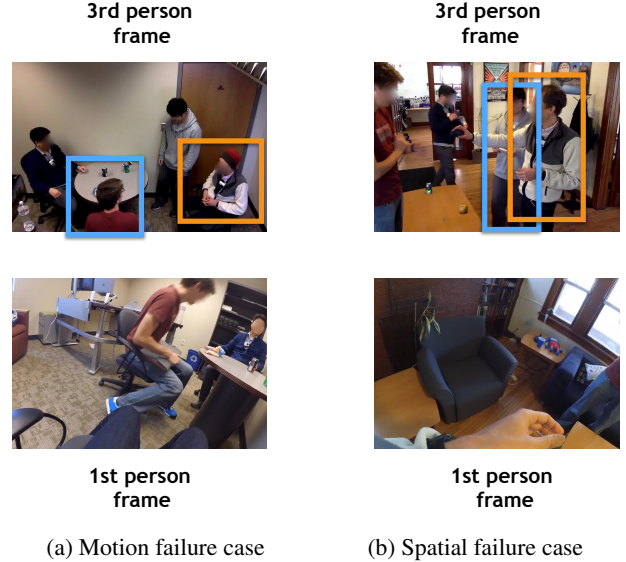 3rd person
frame
3rd person
frame
1st person
frame
1st person
frame
(a) Motion failure case
(b) Spatial failure case